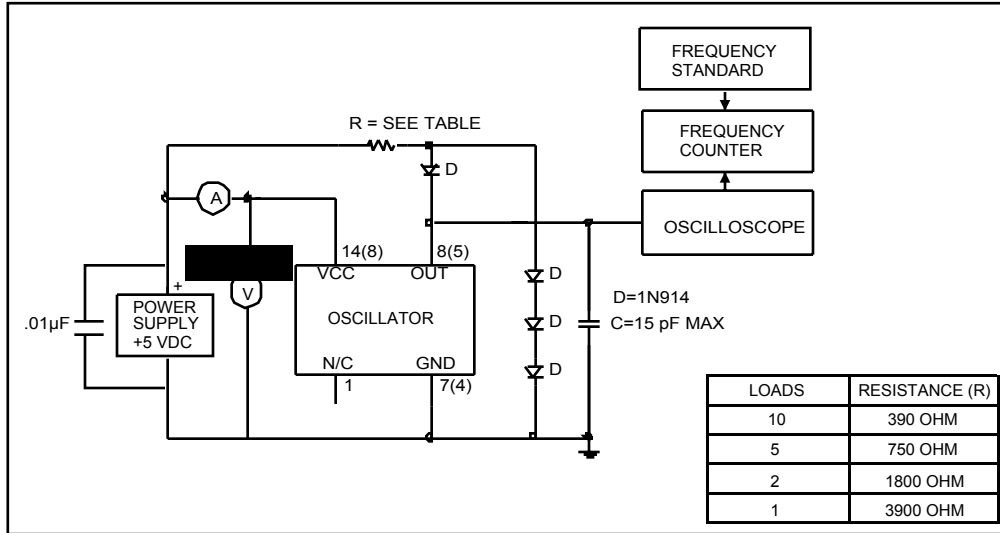 FREQUENCY
STANDARD
R = SEE TABLE
FREQUENCY
COUNTER
D
A
OSCILLOSCOPE
14(8)
8(5)
VCC
OUT
D
+
V
D=1N914
POWER
SUPPLY
+5 VDC
.01µF
OSCILLATOR
D
C=15 pF MAX
N/C
GND
D
1
7(4)
LOADS RESISTANCE (R)
10 390 OHM
5 750 OHM
2 1800 OHM
1 3900 OHM